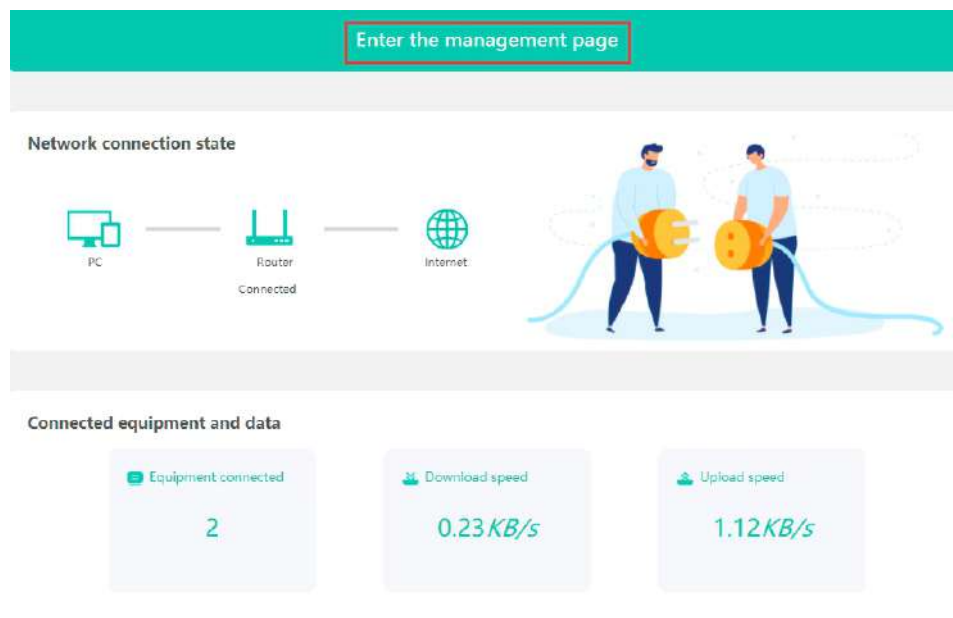 Enter the management page
Network connection state
PC
Router
Internet
Connected
Connected equipment and data
Equipment connected
Download speed
Upload speed
2
0.23KB/s
1.12KB/s